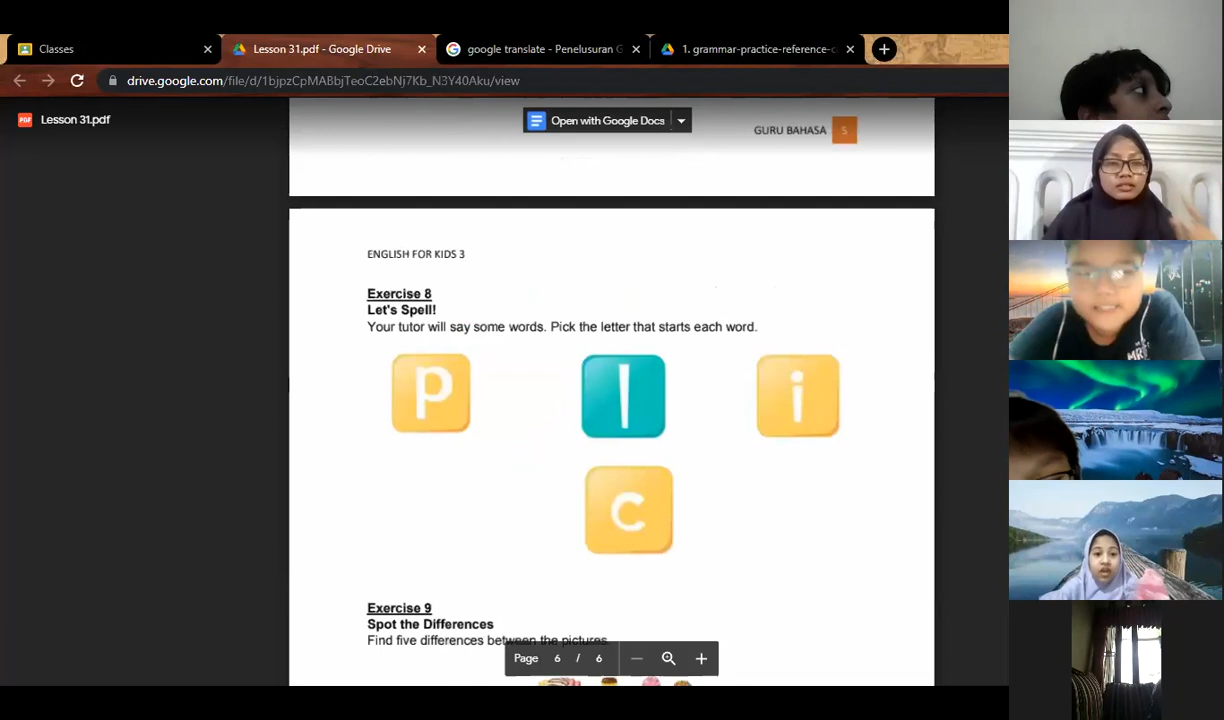 Classes
Lesson 31.pdf - Google Drive
google translate - Penelusuran G
1. grammar-practice-reference-c
drive.google.com/file/d/1bjpzCpMABbjTeoC2ebNj7Kb_N3Y40Aku/view
PDF Lesson 31.pdf
Open with Google Docs
GURU BAHASA 5
ENGLISH FOR KIDS 3
Exercise 8
Let's Spell!
Your tutor will say some words. Pick the letter that starts each word.
p l i
c
Exercise 9
Spot the Differences
Find five differences between the pictures.
Page 6 / 6